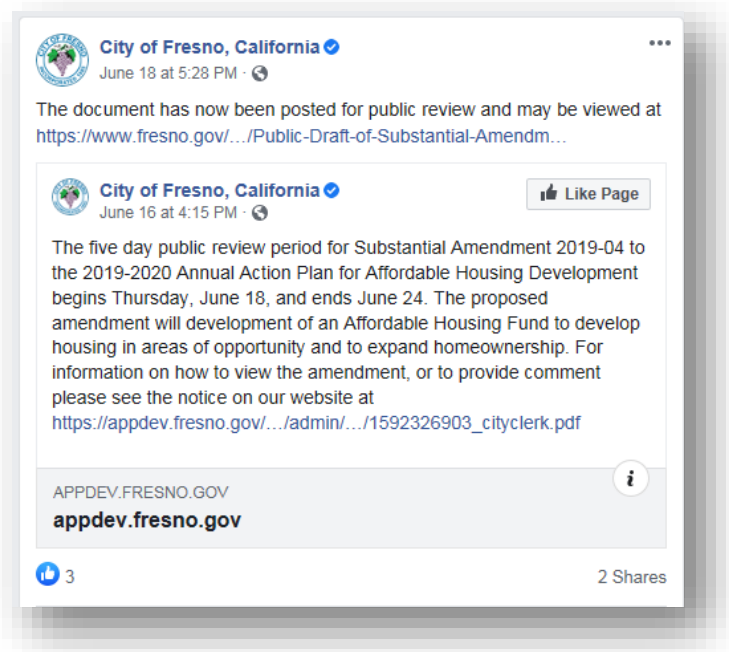 City of Fresno, California
June 18 at 5:28 PM ·
The document has now been posted for public review and may be viewed at
https://www.fresno.gov/…/Public-Draft-of-Substantial-Amendm…
City of Fresno, California
June 16 at 4:15 PM ·
Like Page
The five day public review period for Substantial Amendment 2019-04 to
the 2019-2020 Annual Action Plan for Affordable Housing Development
begins Thursday, June 18, and ends June 24. The proposed
amendment will development of an Affordable Housing Fund to develop
housing in areas of opportunity and to expand homeownership. For
information on how to view the amendment, or to provide comment
please see the notice on our website at
https://appdev.fresno.gov/…/admin/…/1592326903_cityclerk.pdf
APPDEV.FRESNO.GOV
appdev.fresno.gov
3
2 Shares